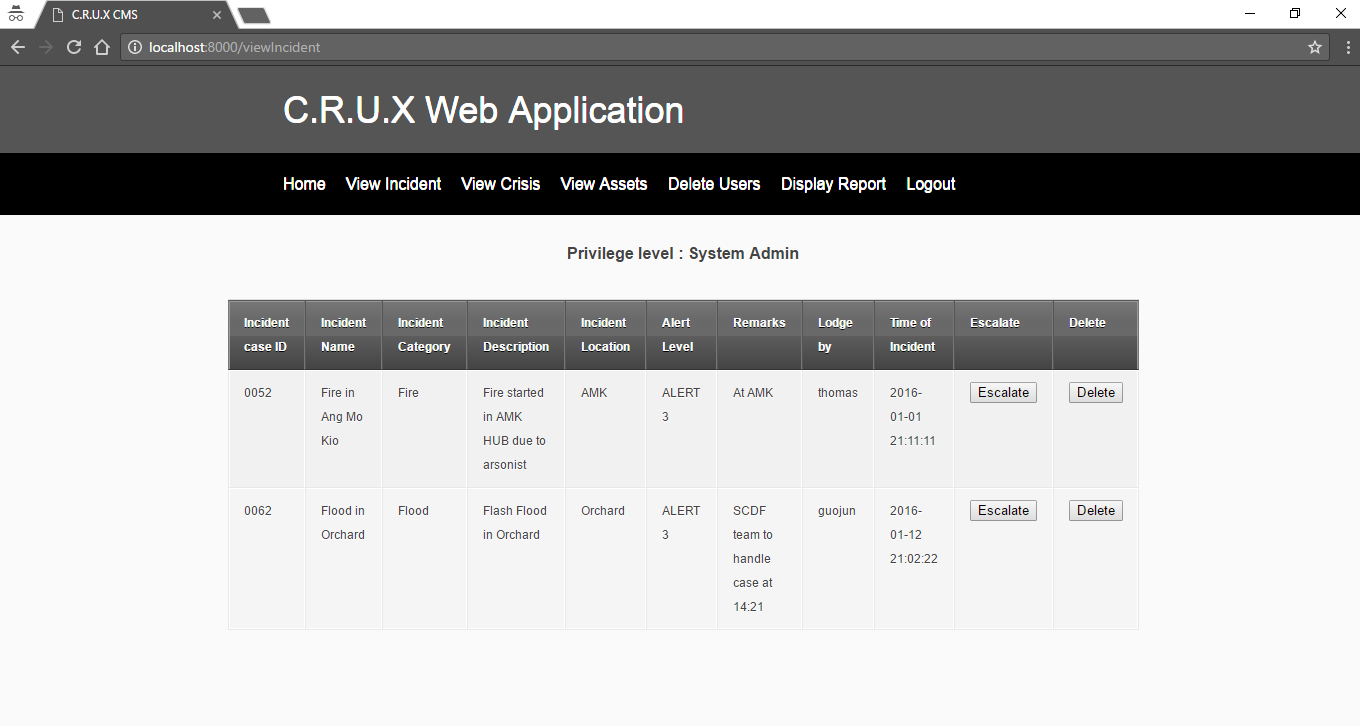 C.R.U.X CMS
localhost:8000/viewIncident
C.R.U.X Web Application
Home View Incident View Crisis View Assets Delete Users Display Report Logout
Privilege level : System Admin
Incident Incident Incident Incident Incident Alert Remarks Lodge Time of Escalate Delete
case ID Name Category Description Location Level by Incident
0052 Fire in Fire Fire started AMK ALERT At AMK thomas 2016- Escalate Delete
Ang Mo in AMK 3 01-01
Kio HUB due to 21:11:11
arsonist
0062 Flood in Flood Flash Flood Orchard ALERT SCDF guojun 2016- Escalate Delete
Orchard in Orchard 3 team to 01-12
handle 21:02:22
case at
14:21